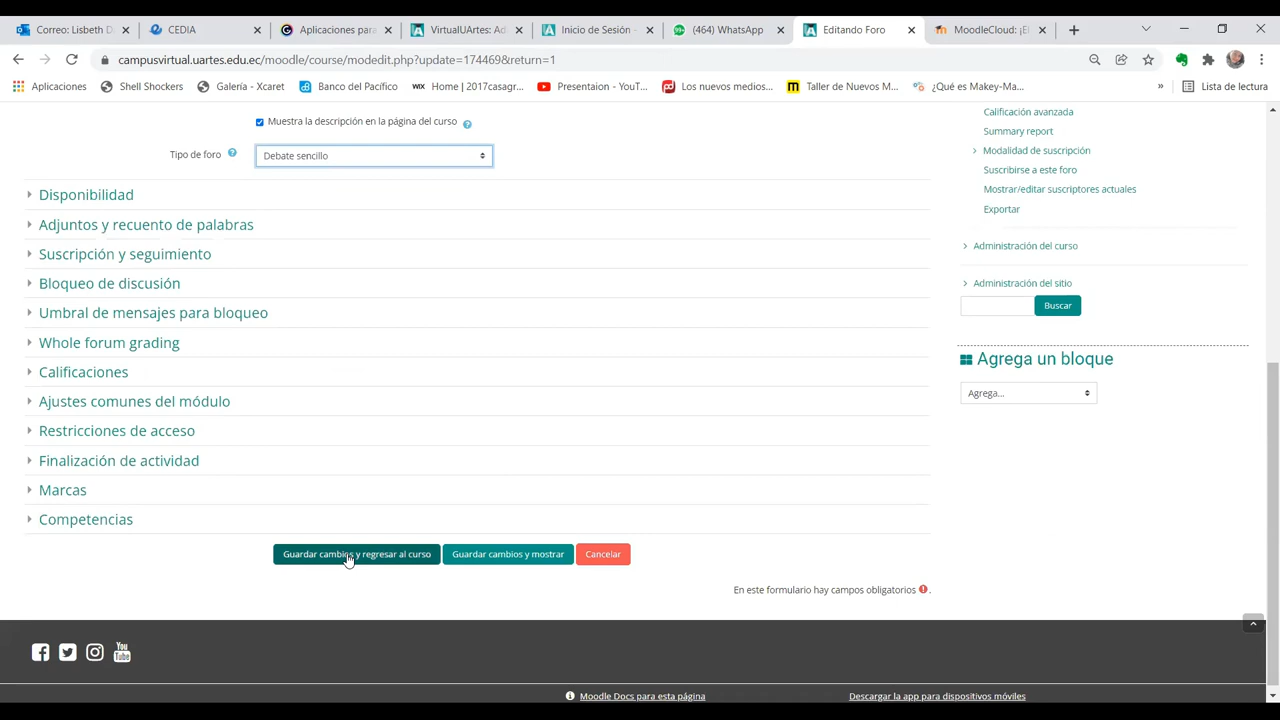 Correo: Lisbeth D
CEDIA
Aplicaciones para
VirtualUArtes: Ad
Inicio de Sesión -
(464) WhatsApp
Editando Foro
MoodleCloud: ¡El
campusvirtual.uartes.edu.ec/moodle/course/modedit.php?update=174469&return=1
Aplicaciones
Shell Shockers
Galería - Xcaret
Banco del Pacífico
WIX Home | 2017casagr...
Presentaion - YouT...
Los nuevos medios...
Taller de Nuevos M...
¿Qué es Makey-Ma...
»
Lista de lectura
Muestra la descripción en la página del curso
Tipo de foro
Debate sencillo
Disponibilidad
Adjuntos y recuento de palabras
Suscripción y seguimiento
Bloqueo de discusión
Umbral de mensajes para bloqueo
Whole forum grading
Calificaciones
Ajustes comunes del módulo
Restricciones de acceso
Finalización de actividad
Marcas
Competencias
Guardar cambios y regresar al curso
Guardar cambios y mostrar
Cancelar
En este formulario hay campos obligatorios .
Calificación avanzada
Summary report
Modalidad de suscripción
Suscribirse a este foro
Mostrar/editar suscriptores actuales
Exportar
Administración del curso
Administración del sitio
Buscar
Agrega un bloque
Agrega...
You
Tube
Moodle Docs para esta página
Descargar la app para dispositivos móviles